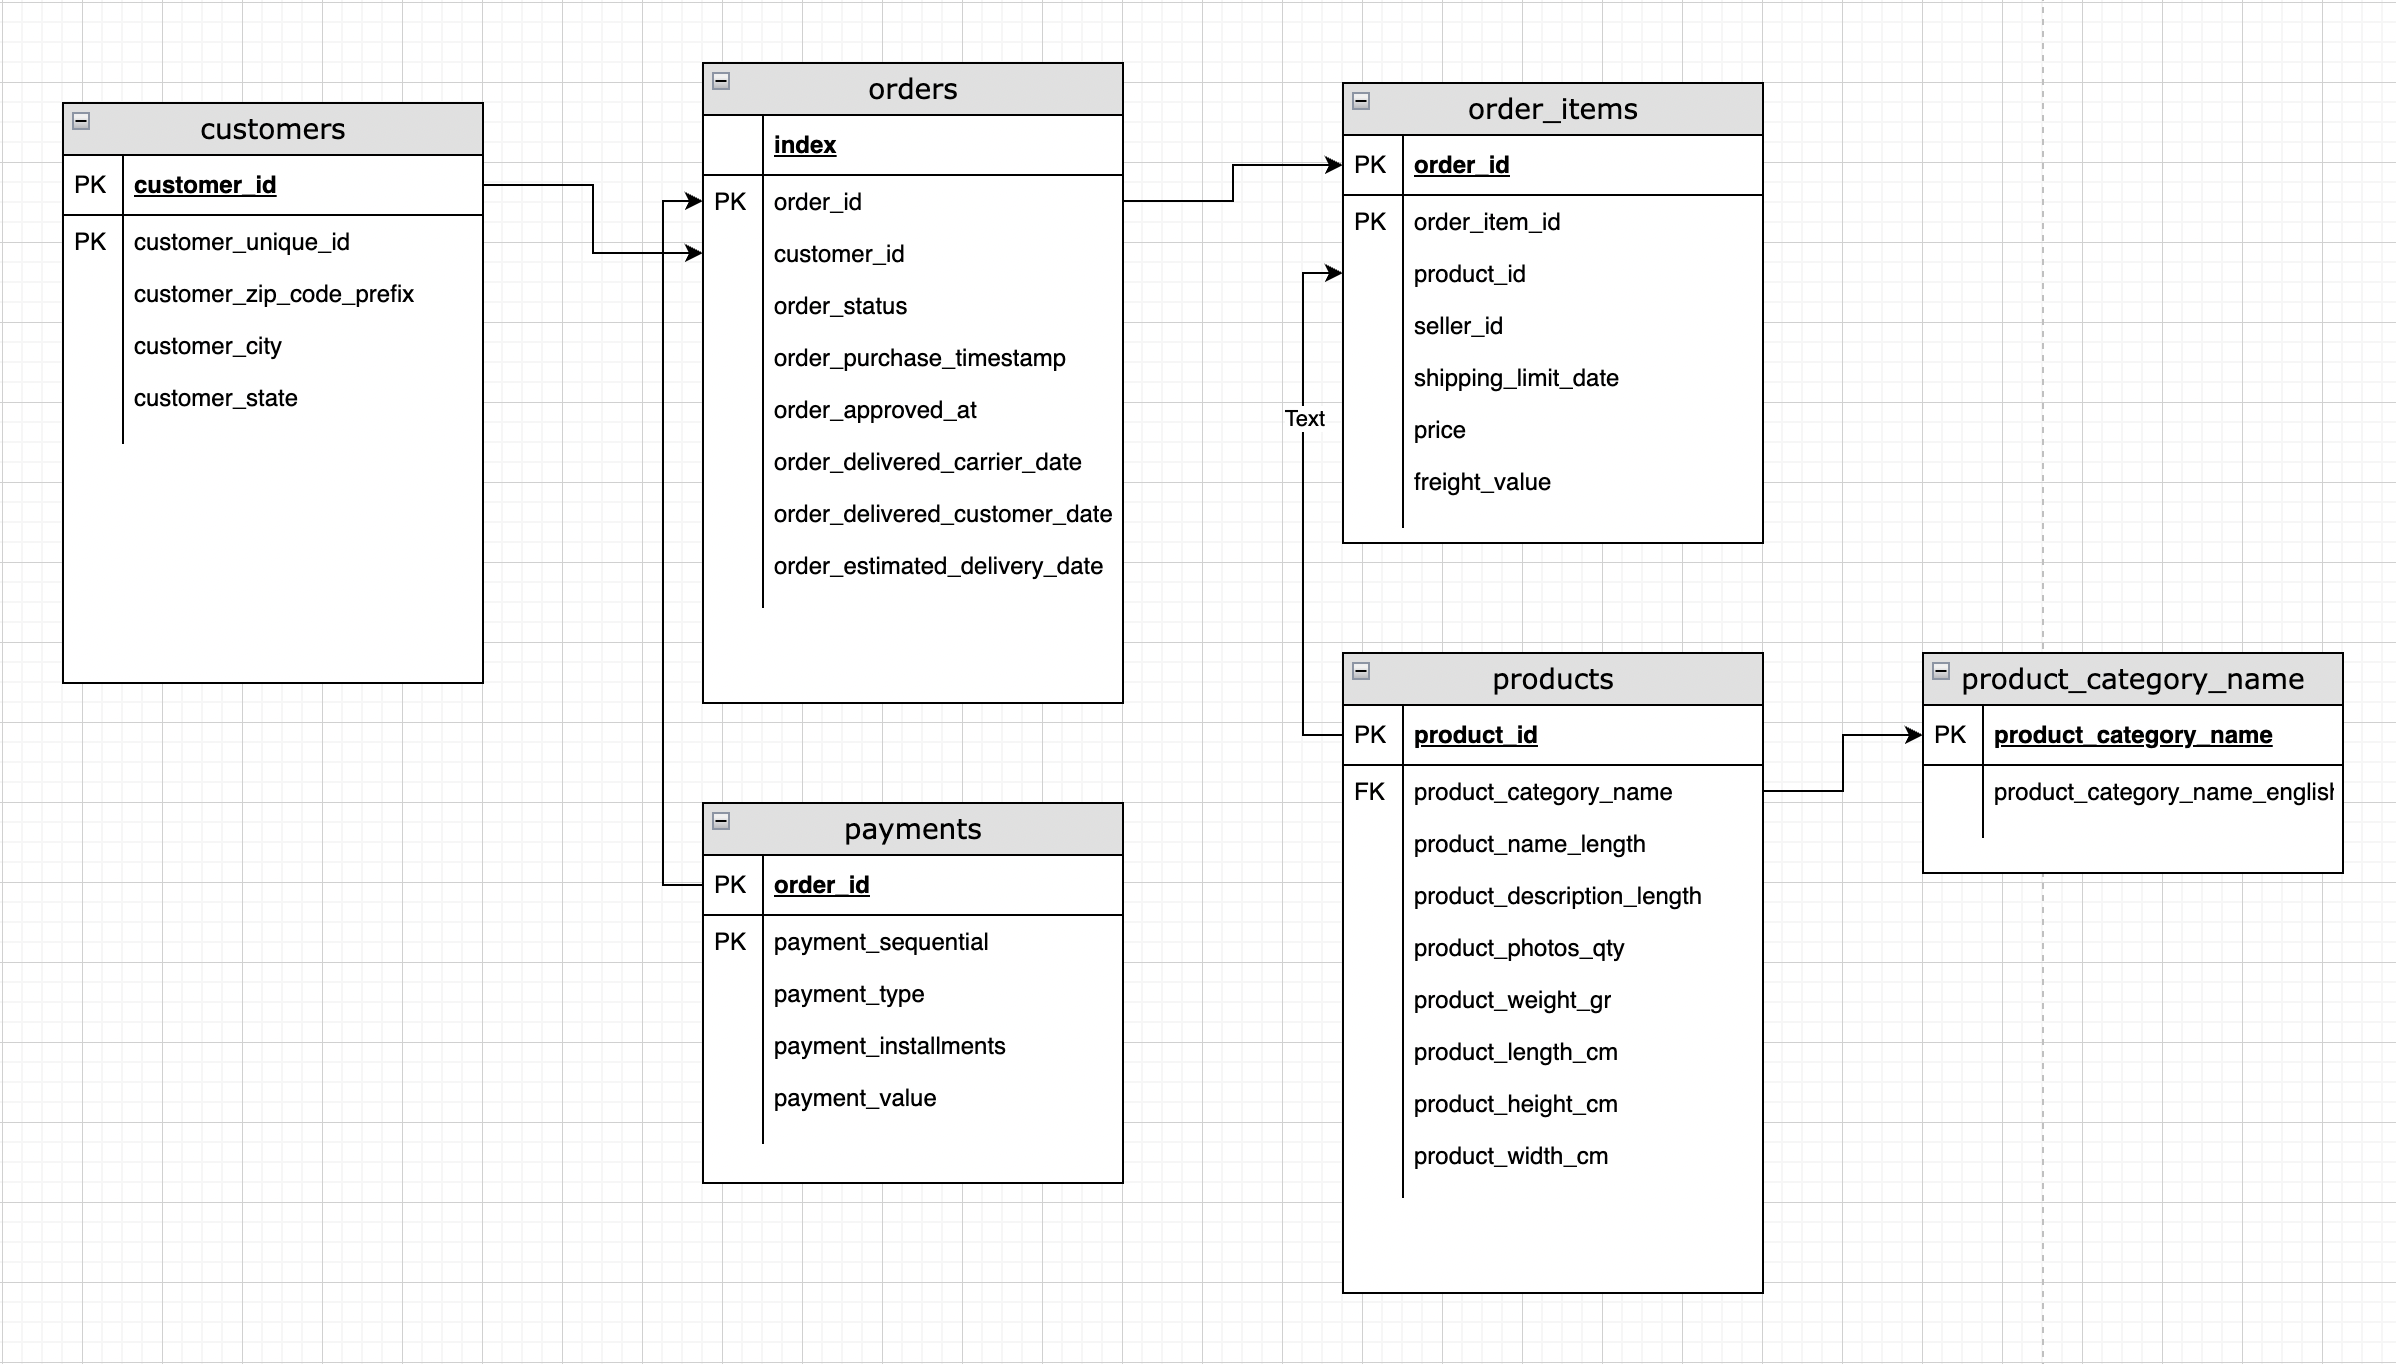 customers
PK customer_id
PK customer_unique_id
customer_zip_code_prefix
customer_city
customer_state
orders
index
PK order_id
customer_id
order_status
order_purchase_timestamp
order_approved_at
order_delivered_carrier_date
order_delivered_customer_date
order_estimated_delivery_date
order_items
PK order_id
PK order_item_id
product_id
seller_id
shipping_limit_date
price
freight_value
Text
payments
PK order_id
PK payment_sequential
payment_type
payment_installments
payment_value
products
PK product_id
FK product_category_name
product_name_length
product_description_length
product_photos_qty
product_weight_gr
product_length_cm
product_height_cm
product_width_cm
product_category_name
PK product_category_name
product_category_name_english